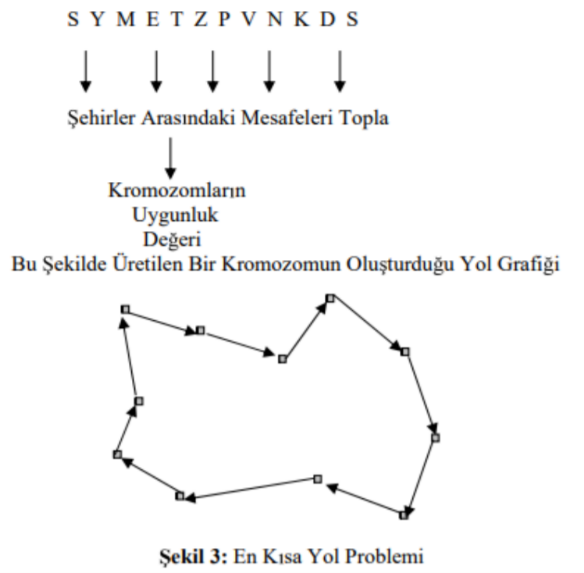 S Y M E T Z P V N K D S
Şehirler Arasındaki Mesafeleri Topla
Kromozomların
Uygunluk
Değeri
Bu Şekilde Üretilen Bir Kromozomun Oluşturduğu Yol Grafiği
Şekil 3: En Kısa Yol Problemi